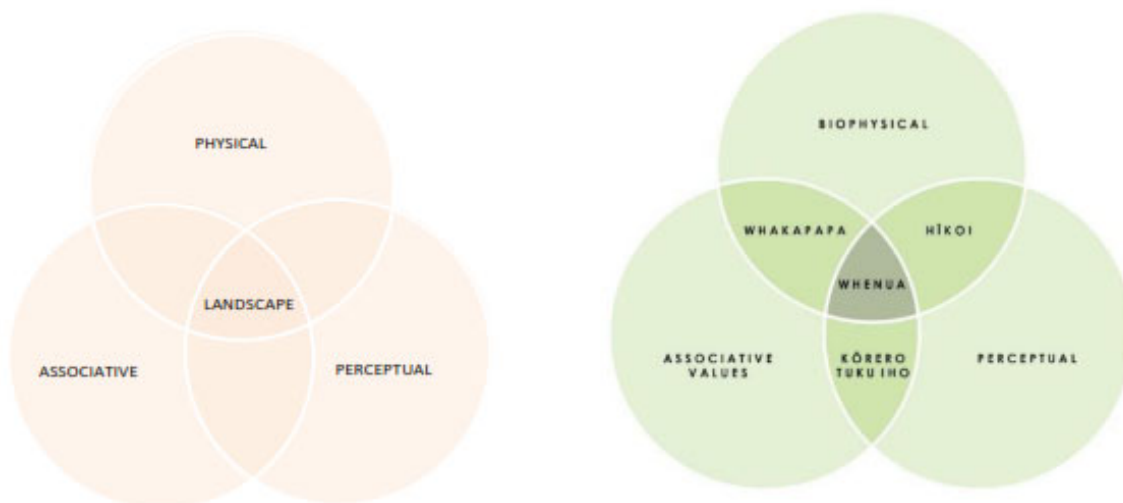 PHYSICAL
LANDSCAPE
ASSOCIATIVE
PERCEPTUAL
BIOPHYSICAL
WHAKAPAPA
HĪKOI
WHENUA
ASSOCIATIVE
VALUES
KŌRERO
TUKU IHO
PERCEPTUAL